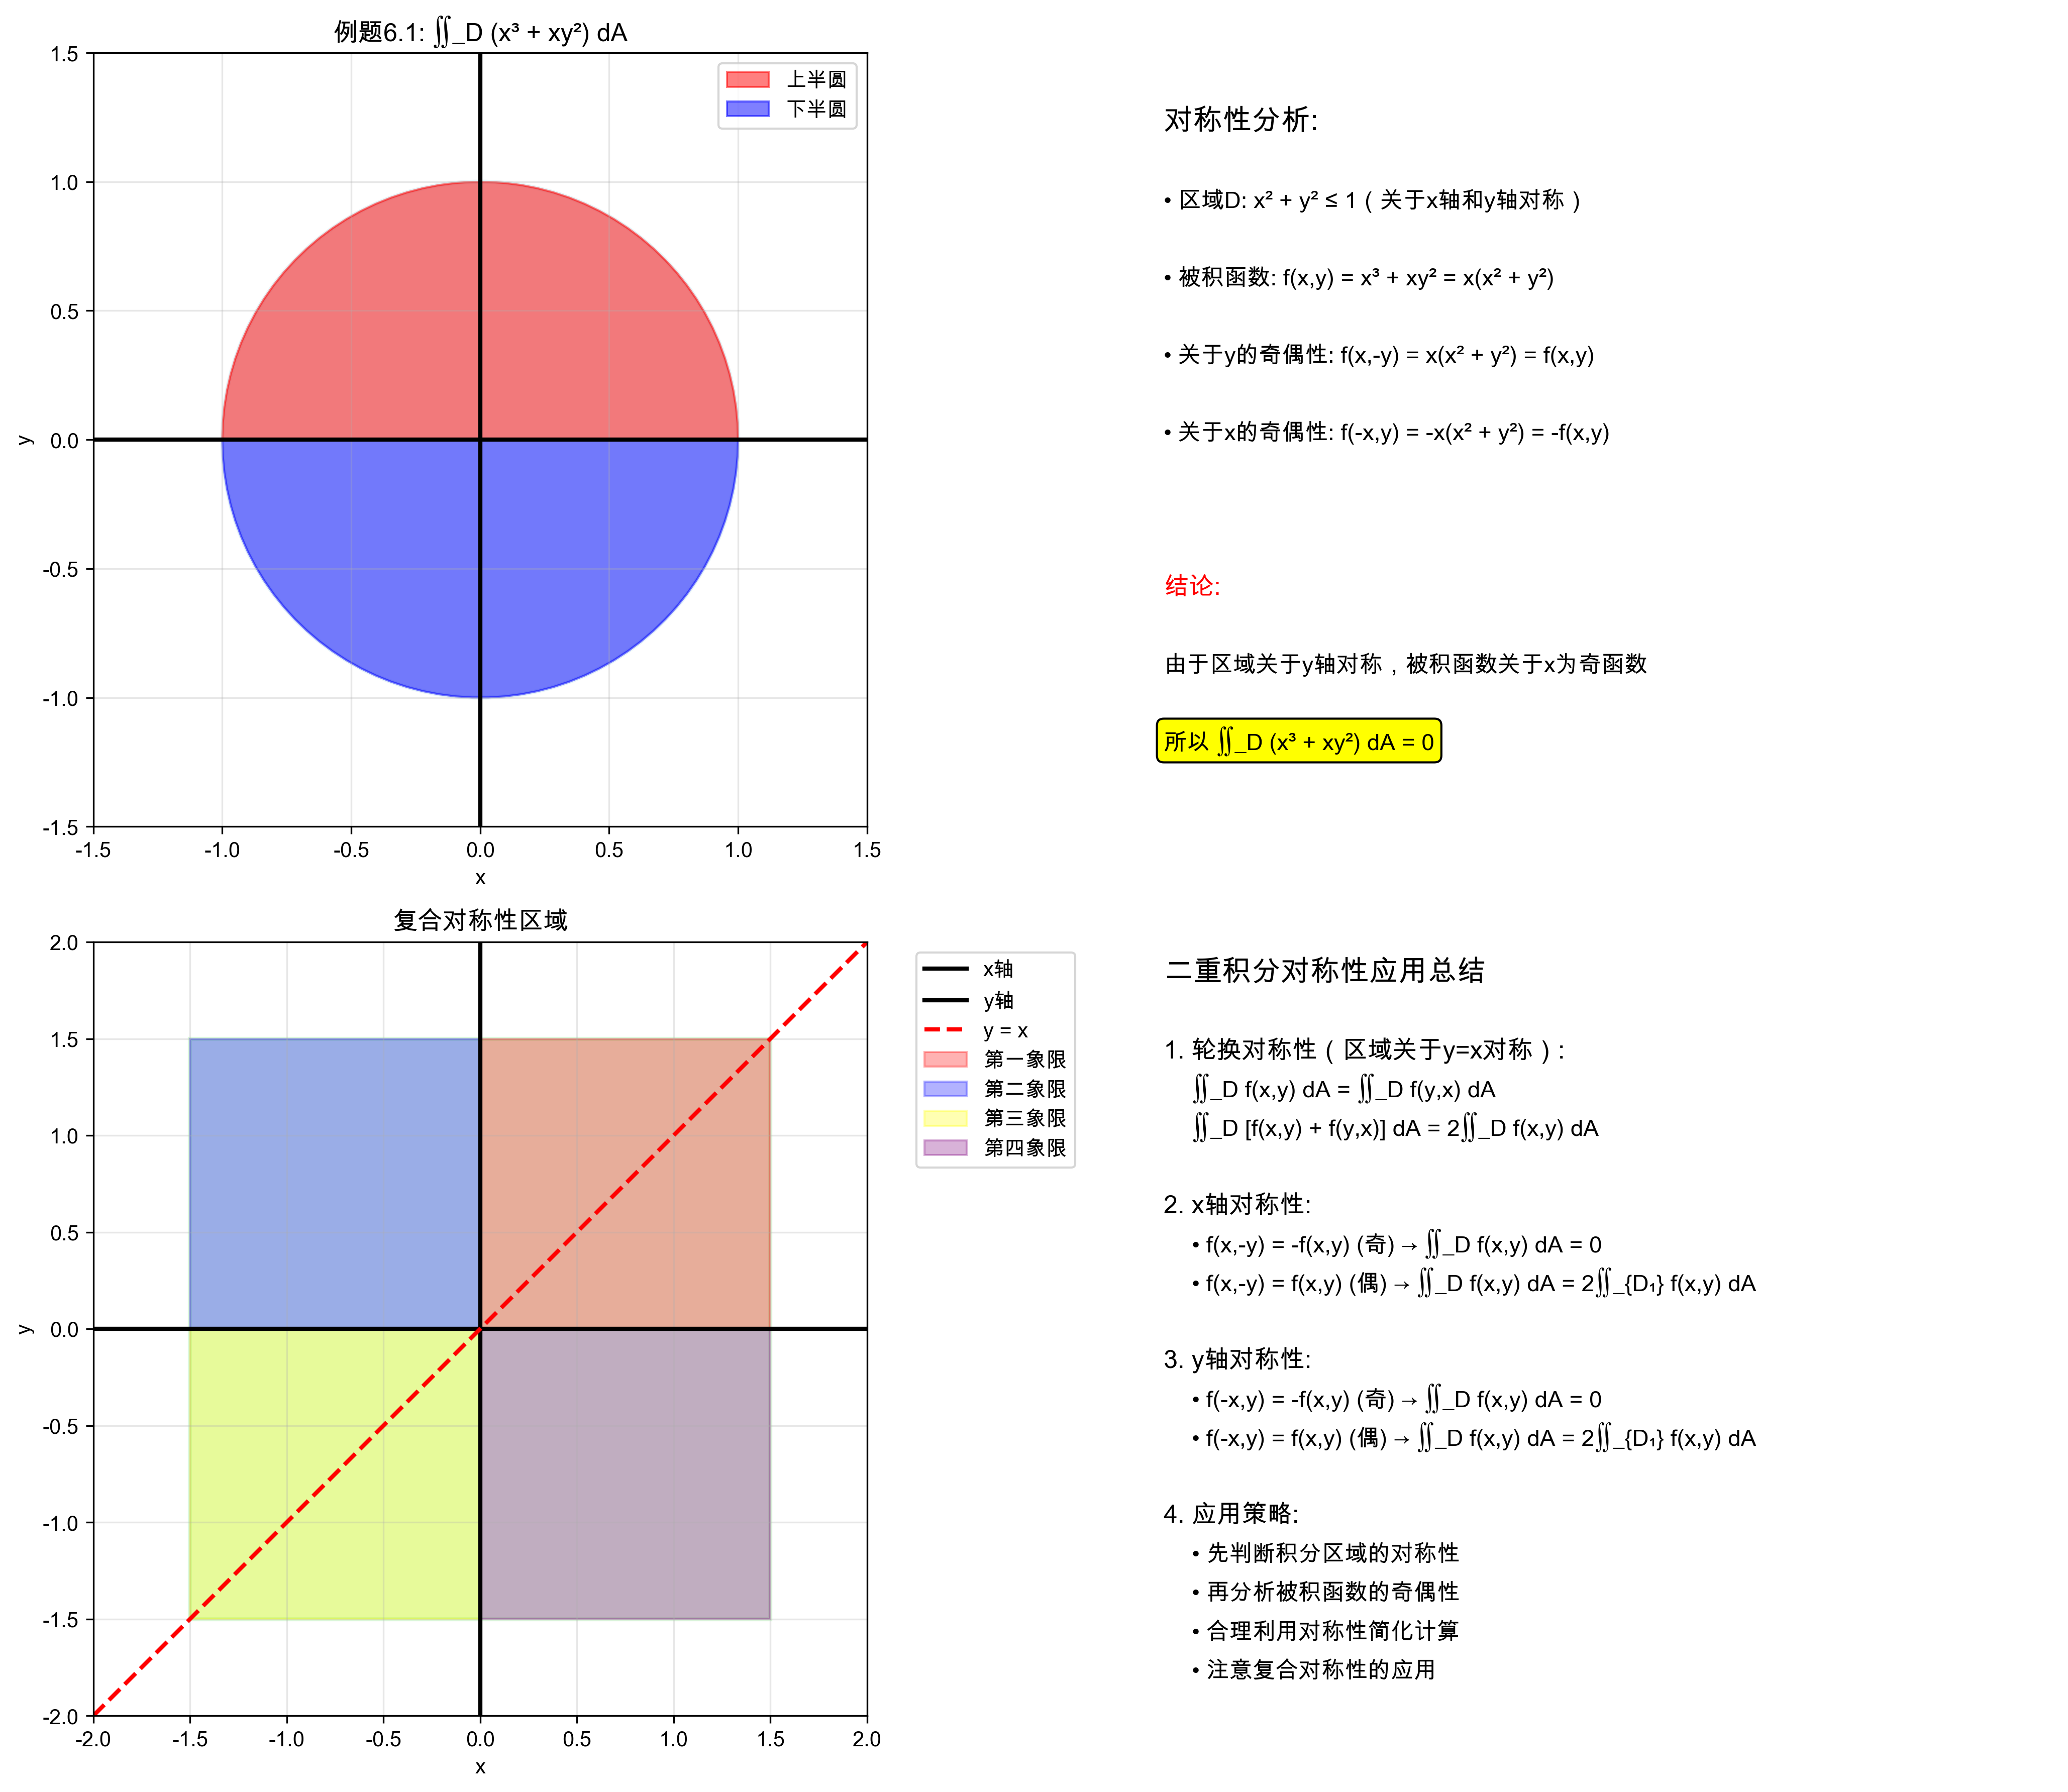 例题6.1: ∬_D (x³ + xy²) dA
上半圆
下半圆
1.5
1.0
0.5
0.0
-0.5
-1.0
-1.5
y
-1.5 -1.0 -0.5 0.0 0.5 1.0 1.5
x
对称性分析:
• 区域D: x² + y² ≤ 1 ( 关于x轴和y轴对称 )
• 被积函数: f(x,y) = x³ + xy² = x(x² + y²)
• 关于y的奇偶性: f(x,-y) = x(x² + y²) = f(x,y)
• 关于x的奇偶性: f(-x,y) = -x(x² + y²) = -f(x,y)
结论:
由于区域关于y轴对称 , 被积函数关于x为奇函数
所以 ∬_D (x³ + xy²) dA = 0
复合对称性区域
2.0
1.5
1.0
0.5
0.0
-0.5
-1.0
-1.5
-2.0
y
-2.0 -1.5 -1.0 -0.5 0.0 0.5 1.0 1.5 2.0
x
x轴
y轴
y = x
第一象限
第二象限
第三象限
第四象限
二重积分对称性应用总结
1. 轮换对称性 ( 区域关于y=x对称 ) :
∬_D f(x,y) dA = ∬_D f(y,x) dA
∬_D [f(x,y) + f(y,x)] dA = 2∬_D f(x,y) dA
2. x轴对称性:
• f(x,-y) = -f(x,y) (奇) → ∬_D f(x,y) dA = 0
• f(x,-y) = f(x,y) (偶) → ∬_D f(x,y) dA = 2∬_{D₁} f(x,y) dA
3. y轴对称性:
• f(-x,y) = -f(x,y) (奇) → ∬_D f(x,y) dA = 0
• f(-x,y) = f(x,y) (偶) → ∬_D f(x,y) dA = 2∬_{D₁} f(x,y) dA
4. 应用策略:
• 先判断积分区域的对称性
• 再分析被积函数的奇偶性
• 合理利用对称性简化计算
• 注意复合对称性的应用